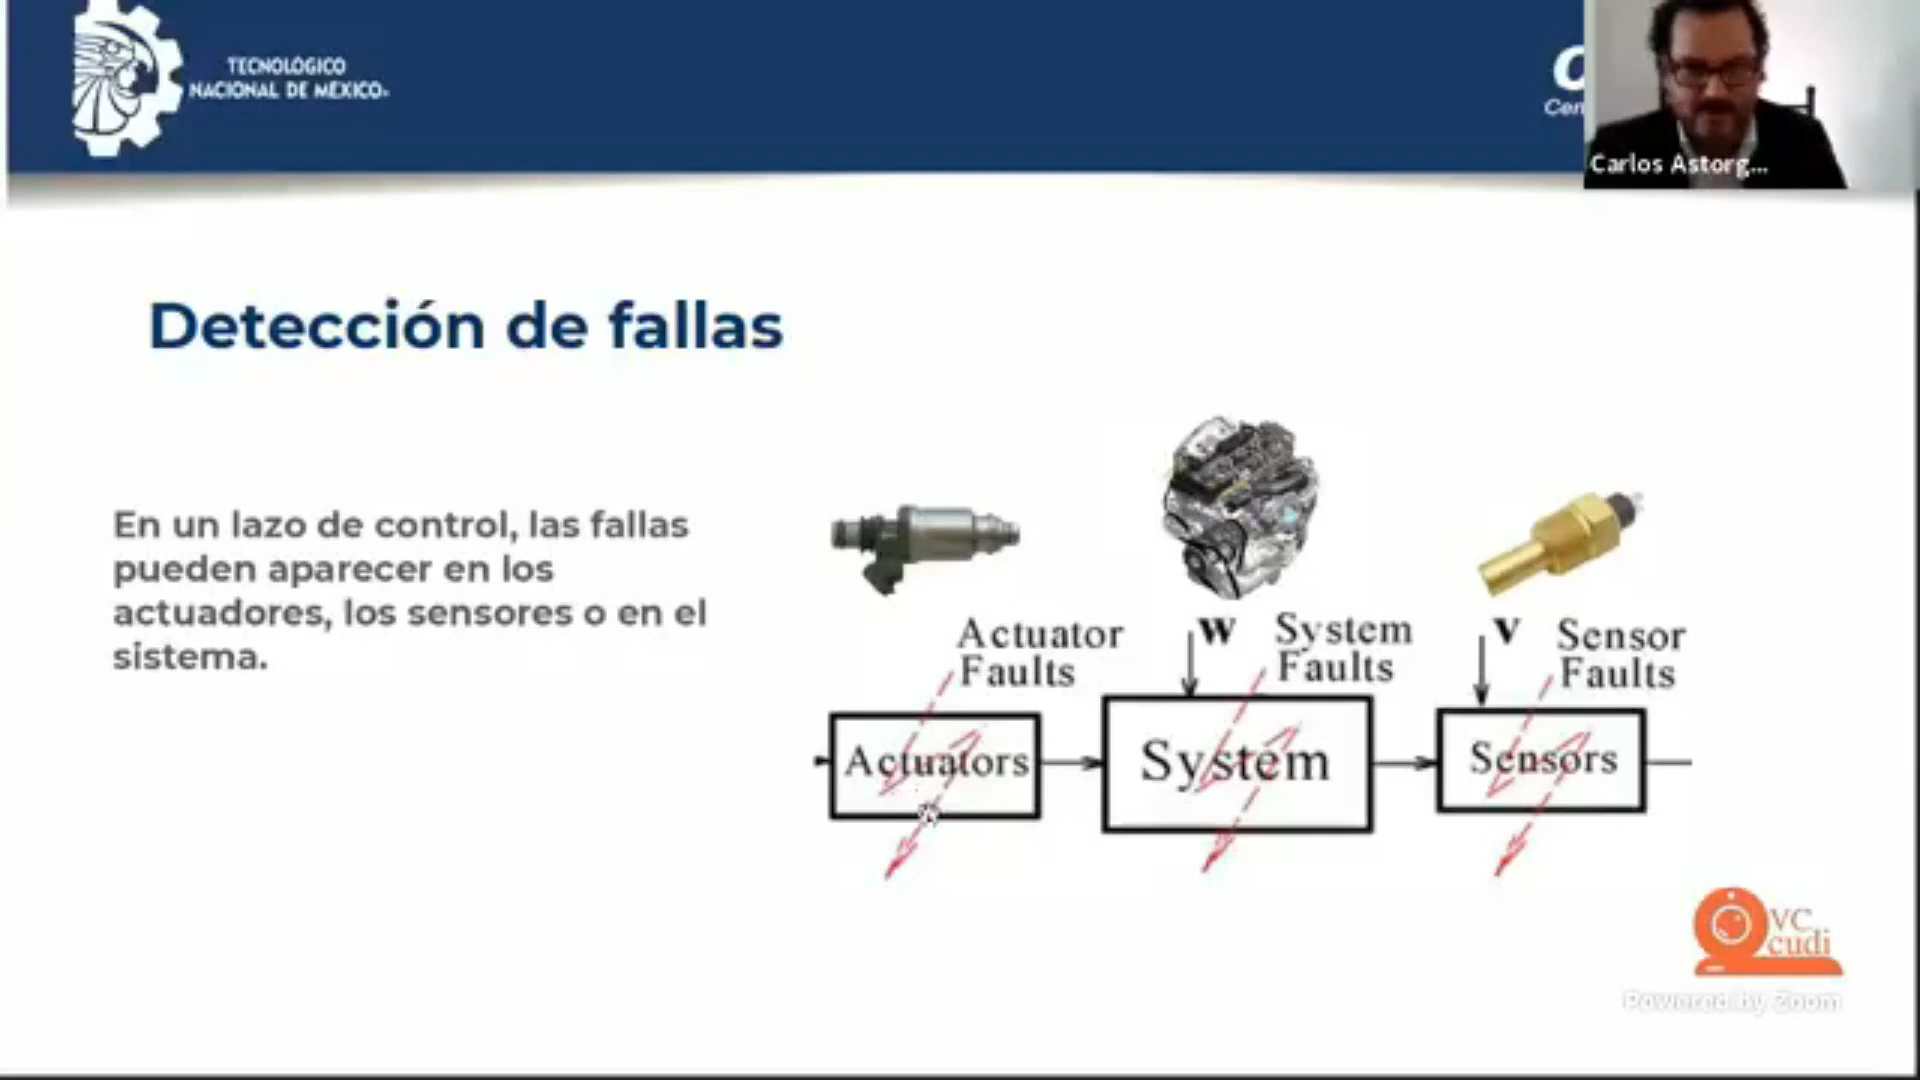 TECNOLÓGICO
NACIONAL DE MÉXICO®
Carlos Astorg...
Detección de fallas
En un lazo de control, las fallas
pueden aparecer en los
actuadores, los sensores o en el
sistema.
Actuator
Faults
w
System
Faults
v
Sensor
Faults
Actuators
System
Sensors
VC
cudi
Powered by Zoom